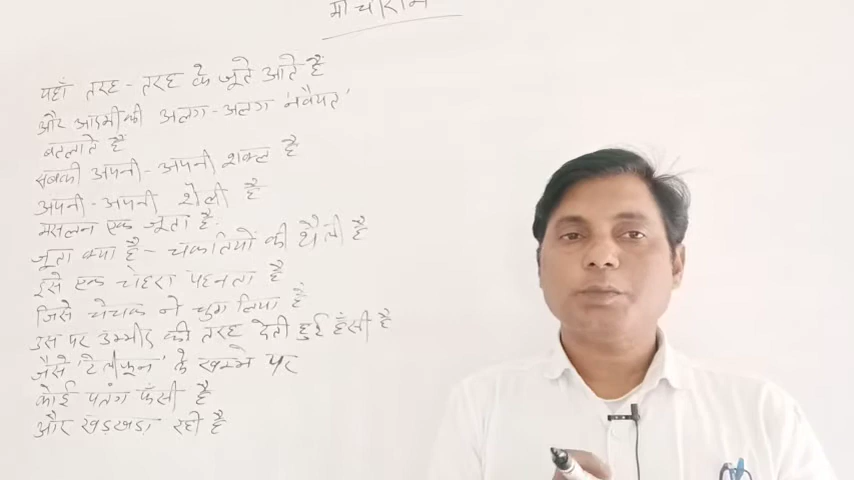 मोचीराम
यहाँ तरह-तरह के जूते आते हैं
और आदमी की अलग-अलग 'नवैयत'
बतलाते हैं
सबकी अपनी-अपनी शक्ल है
अपनी-अपनी शैली है
मसलन एक जूता है:
जूता क्या है-चकतियों की थैली है
इसे एक चेहरा पहनता है
जिसे चेचक ने चुग लिया है
उस पर उम्मीद की तरह देती हुई हँसी है
जैसे 'टेलीफून' के खम्भे पर
कोई पतंग फँसी है
और खड़खड़ा रही है